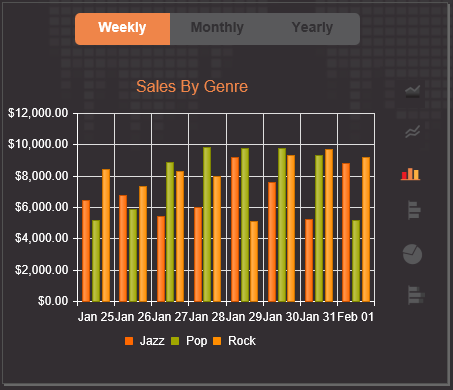 Weekly Monthly Yearly
Sales By Genre
$12,000.00
$10,000.00
$8,000.00
$6,000.00
$4,000.00
$2,000.00
$0.00
Jan 25 Jan 26 Jan 27 Jan 28 Jan 29 Jan 30 Jan 31 Feb 01
Jazz Pop Rock